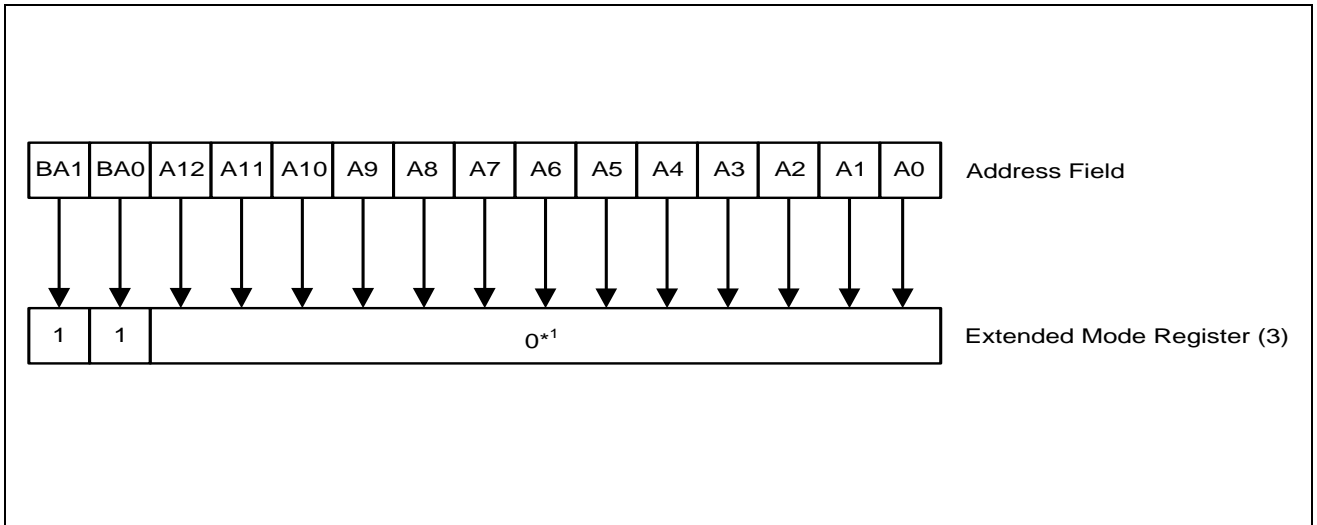 BA1 BA0 A12 A11 A10 A9 A8 A7 A6 A5 A4 A3 A2 A1 A0 Address Field
1 1 0*1 Extended Mode Register (3)